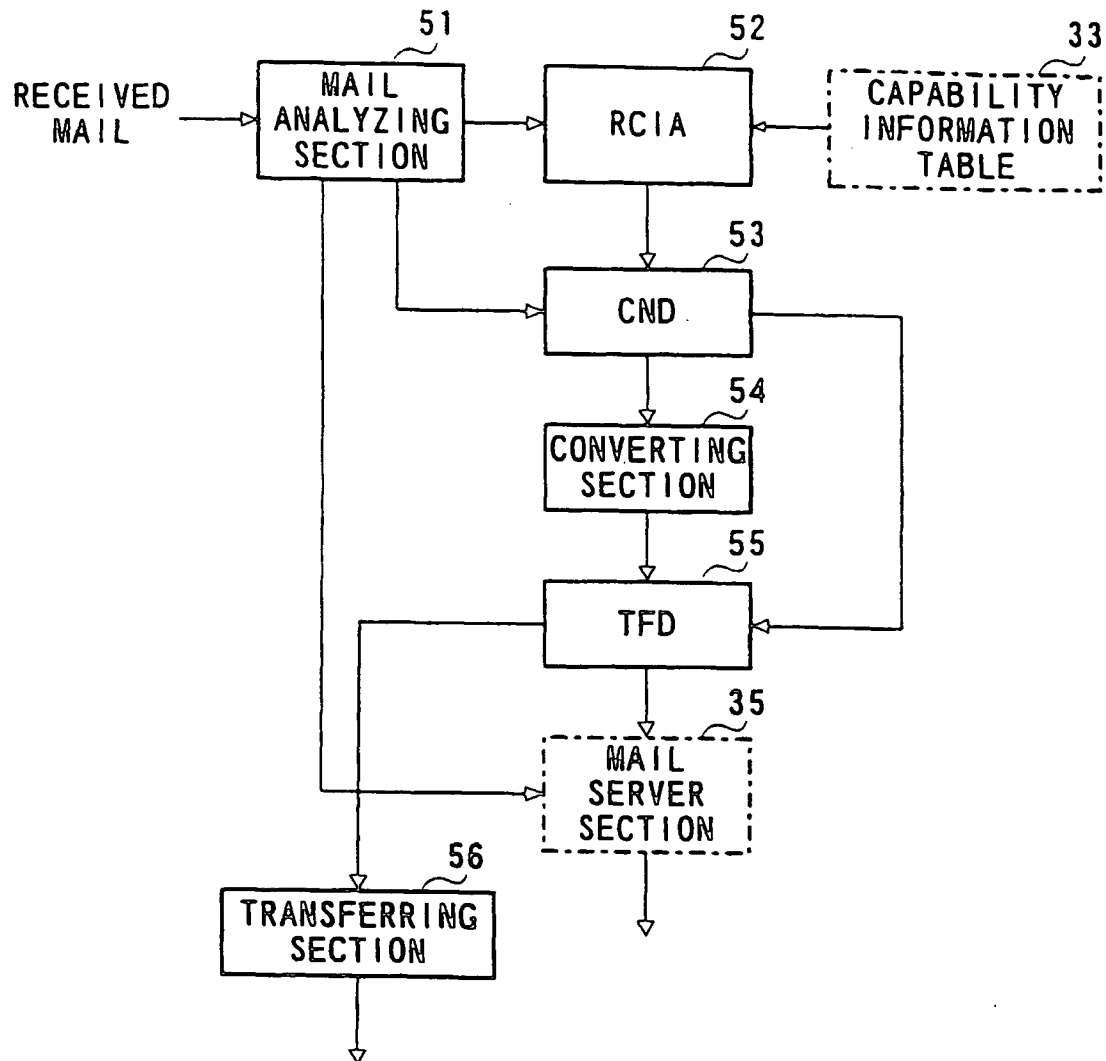 51
52
33
RECEIVED
MAIL
MAIL
ANALYZING
SECTION
RCIA
CAPABILITY
INFORMATION
TABLE
53
CND
54
CONVERTING
SECTION
55
TFD
35
MAIL
SERVER
SECTION
56
TRANSFERRING
SECTION